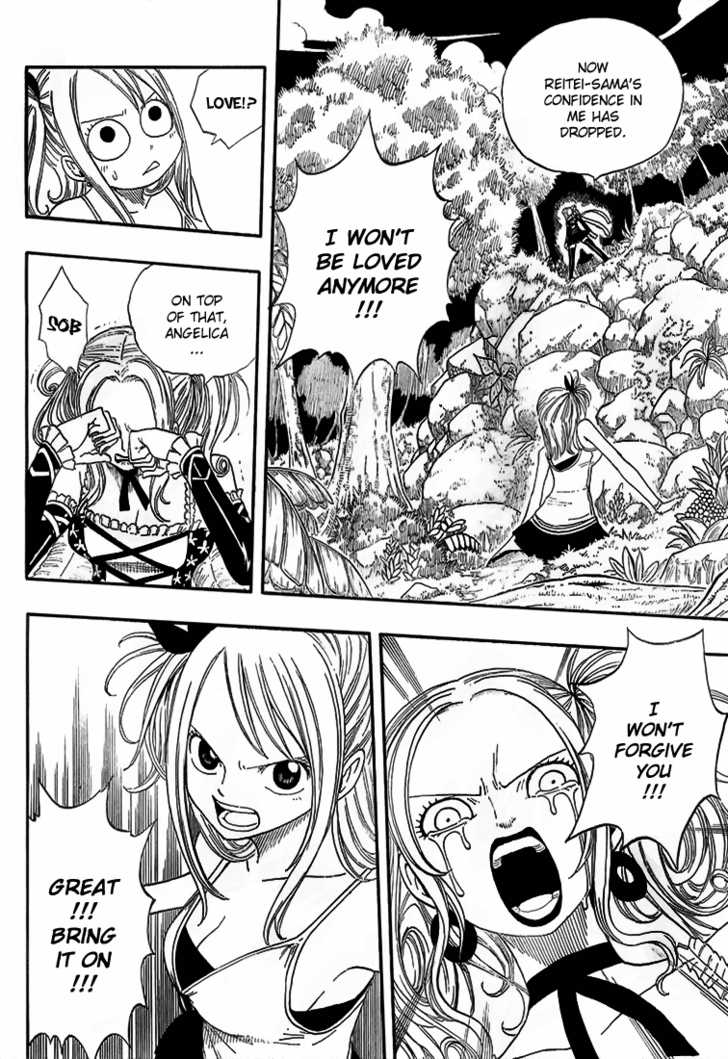 NOW
REITEI-SAMA'S
CONFIDENCE
IN ME HAS
DROPPED.
I WON'T
BE LOVED
ANYMORE
!!!
LOVE!?
ON TOP
OF THAT,
ANGELICA
...
SOB
I
WON'T
FORGIVE
YOU
!!!
GREAT
!!!
BRING
IT ON
!!!